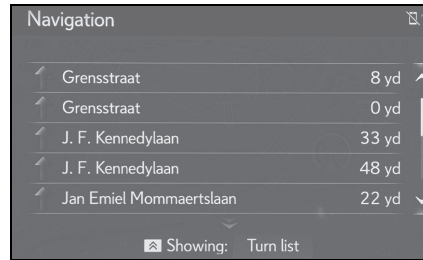 Navigation
Grensstraat 8 yd
Grensstraat 0 yd
J. F. Kennedylaan 33 yd
J. F. Kennedylaan 48 yd
Jan Emiel Mommaertslaan 22 yd
Showing: Turn list